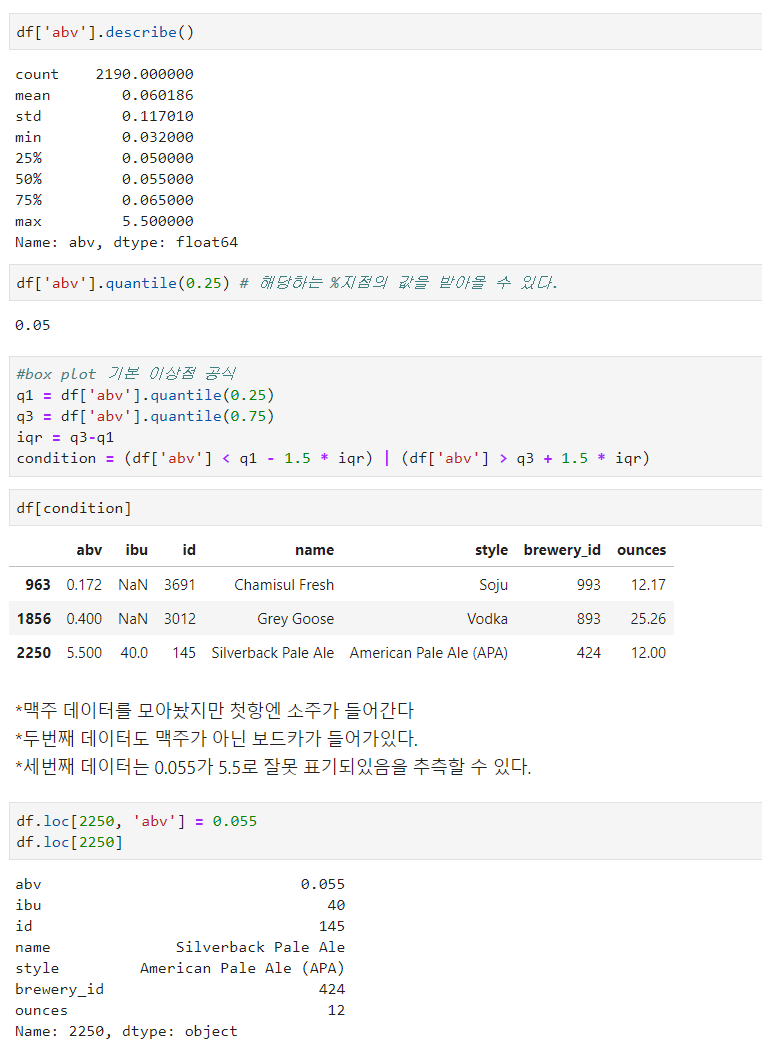 df['abv'].describe()
count    2190.000000
mean        0.060186
std         0.117010
min         0.032000
25%         0.050000
50%         0.055000
75%         0.065000
max         5.500000
Name: abv, dtype: float64
df['abv'].quantile(0.25) # 해당하는 %지점의 값을 받아올 수 있다.
0.05
#box plot 기본 이상점 공식
q1 = df['abv'].quantile(0.25)
q3 = df['abv'].quantile(0.75)
iqr = q3-q1
condition = (df['abv'] < q1 - 1.5 * iqr) | (df['abv'] > q3 + 1.5 * iqr)
df[condition]
abv ibu id name style brewery_id ounces
963 0.172 NaN 3691 Chamisul Fresh Soju 993 12.17
1856 0.400 NaN 3012 Grey Goose Vodka 893 25.26
2250 5.500 40.0 145 Silverback Pale Ale American Pale Ale (APA) 424 12.00
*맥주 데이터를 모아놨지만 첫항엔 소주가 들어간다
*두번째 데이터도 맥주가 아닌 보드카가 들어가있다.
*세번째 데이터는 0.055가 5.5로 잘못 표기되있음을 추측할 수 있다.
df.loc[2250, 'abv'] = 0.055
df.loc[2250]
abv                             0.055
ibu                                40
id                                145
name              Silverback Pale Ale
style         American Pale Ale (APA)
brewery_id                        424
ounces                             12
Name: 2250, dtype: object